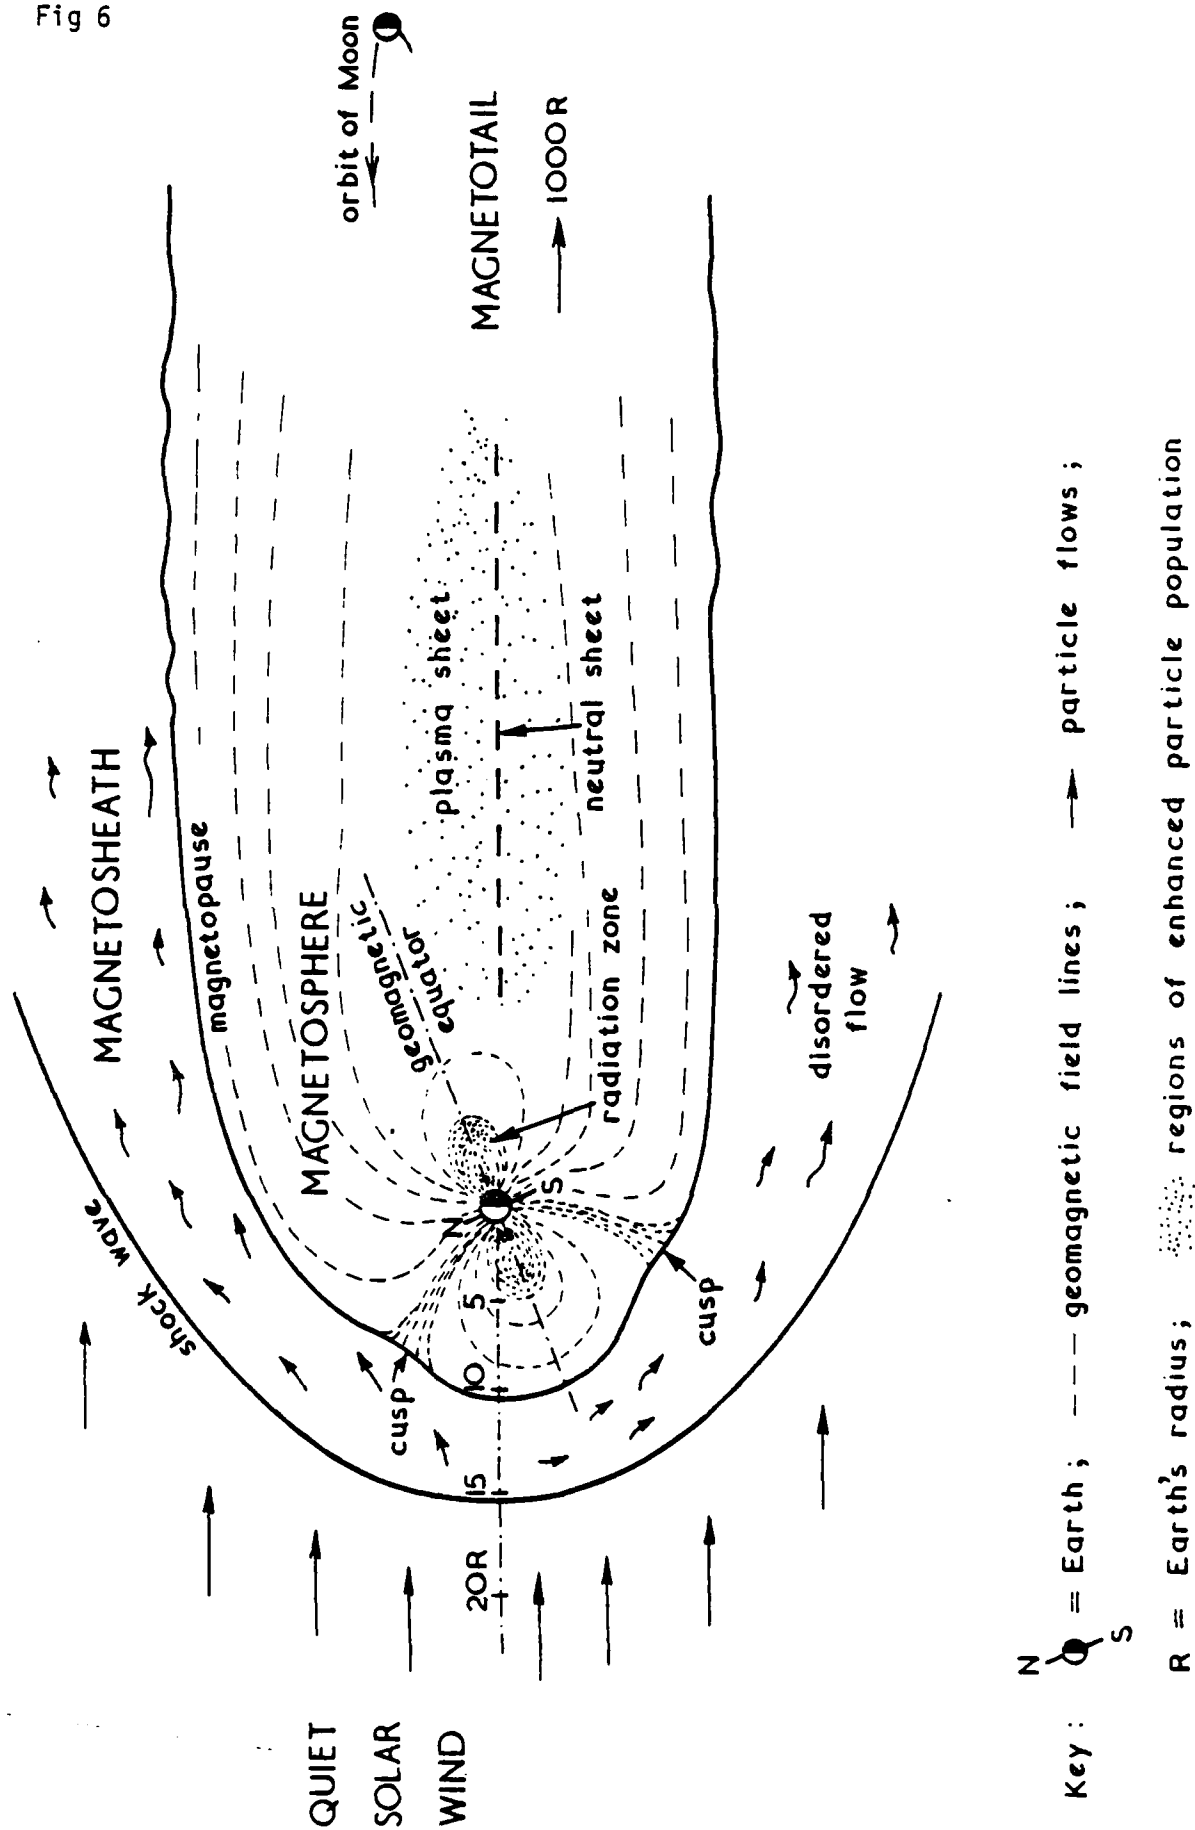 Fig 6
orbit of Moon
MAGNETOTAIL
1000R
MAGNETOSHEATH
magnetopause
shock wave
MAGNETOSPHERE
geomagnetic
equator
plasma sheet
neutral sheet
radiation zone
N
S
cusp
cusp
disordered
flow
20R
15
10
5
QUIET
SOLAR
WIND
Key: N S = Earth; --- geomagnetic field lines; → particle flows;
R = Earth's radius; regions of enhanced particle population